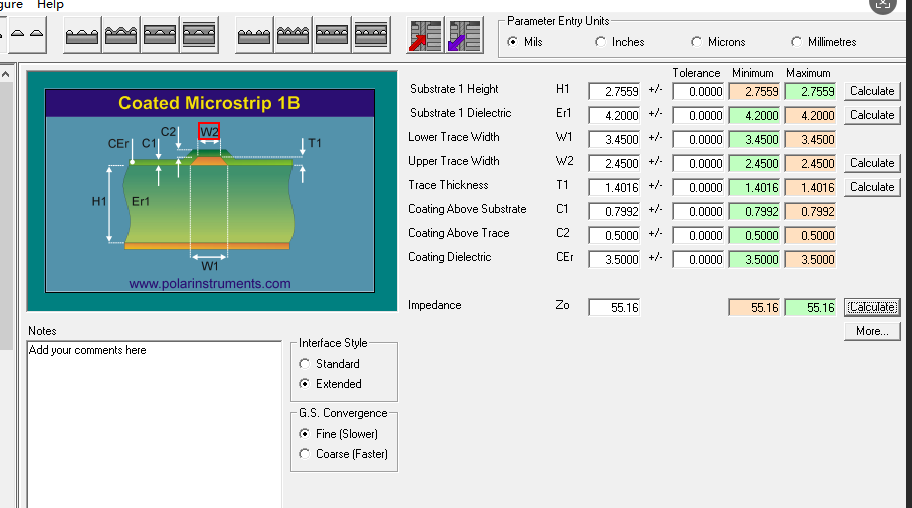 gure Help
Parameter Entry Units
Mils Inches Microns Millimetres
Coated Microstrip 1B
C2 W2
CEr C1 T1
H1 Er1
W1
www.polarinstruments.com
Tolerance Minimum Maximum
Substrate 1 Height H1 2.7559 +/- 0.0000 2.7559 2.7559 Calculate
Substrate 1 Dielectric Er1 4.2000 +/- 0.0000 4.2000 4.2000 Calculate
Lower Trace Width W1 3.4500 +/- 0.0000 3.4500 3.4500
Upper Trace Width W2 2.4500 +/- 0.0000 2.4500 2.4500 Calculate
Trace Thickness T1 1.4016 +/- 0.0000 1.4016 1.4016 Calculate
Coating Above Substrate C1 0.7992 +/- 0.0000 0.7992 0.7992
Coating Above Trace C2 0.5000 +/- 0.0000 0.5000 0.5000
Coating Dielectric CEr 3.5000 +/- 0.0000 3.5000 3.5000
Impedance Zo 55.16 55.16 55.16 Calculate
More...
Notes
Add your comments here
Interface Style
Standard
Extended
G.S. Convergence
Fine (Slower)
Coarse (Faster)